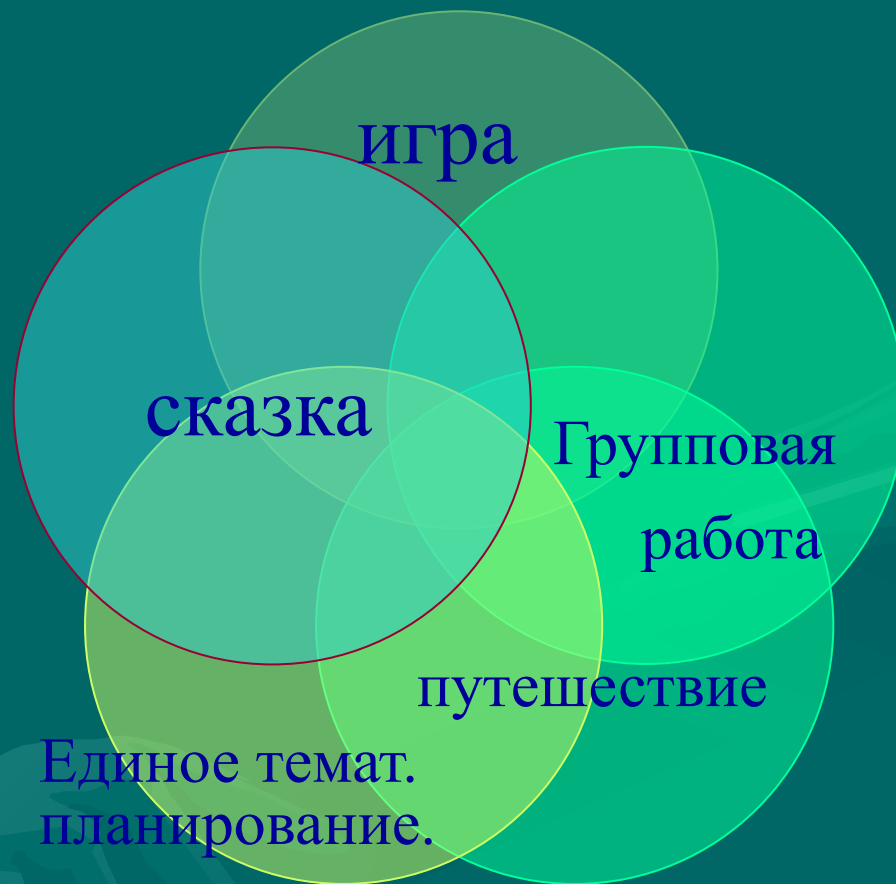 игра
сказка
Групповая
работа
путешествие
Единое темат.
планирование.